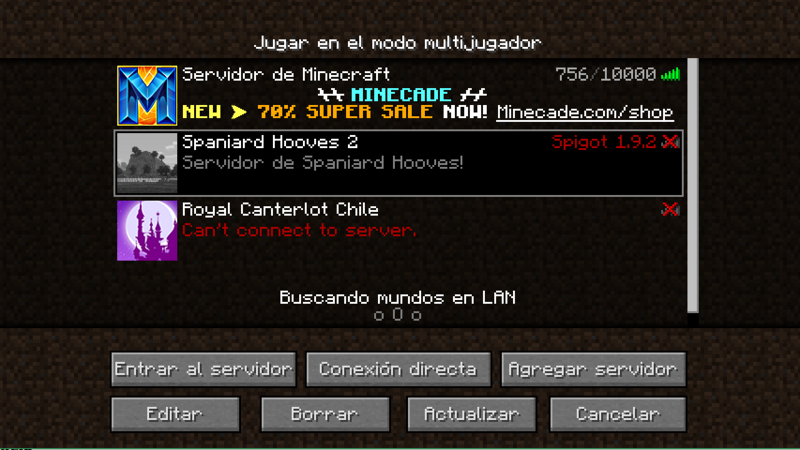 Jugar en el modo multijugador
Servidor de Minecraft 756/10000
MINECADE
NEW > 70% SUPER SALE NOW! Minecade.com/shop
Spaniard Hooves 2 Spigot 1.9.2
Servidor de Spaniard Hooves!
Royal Canterlot Chile
Can't connect to server.
Buscando mundos en LAN
o O o
Entrar al servidor Conexión directa Agregar servidor
Editar Borrar Actualizar Cancelar